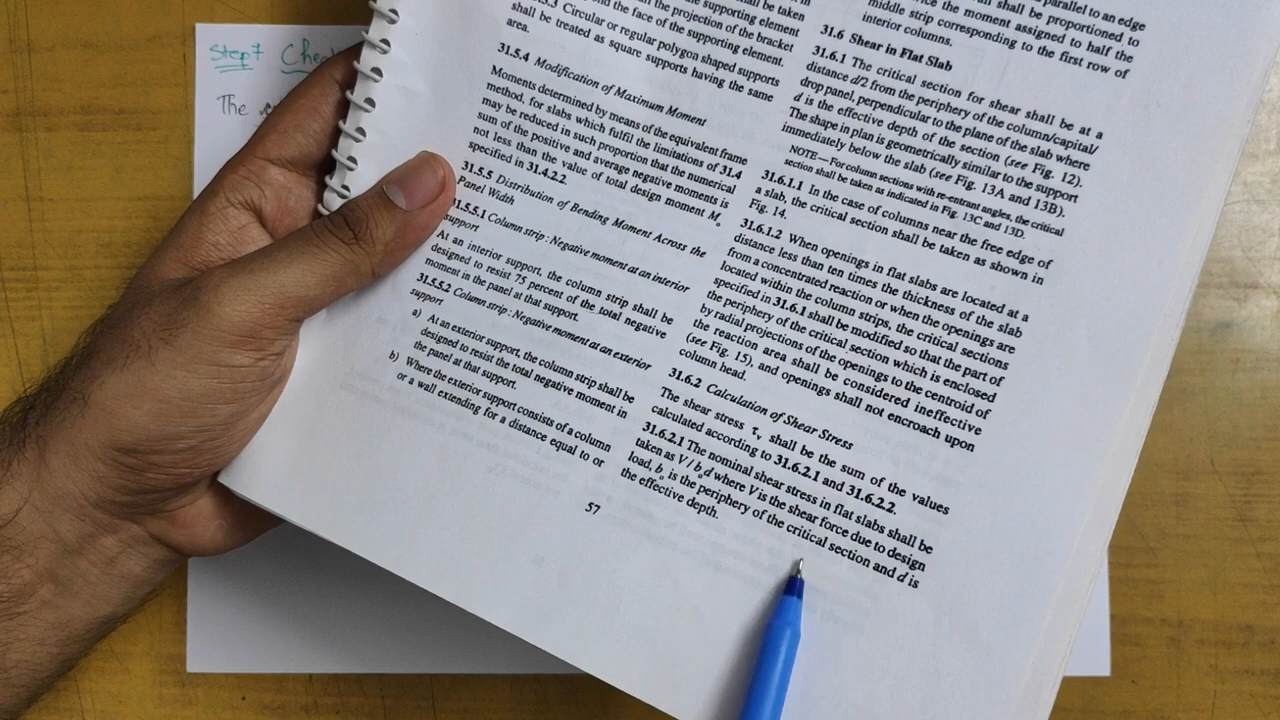 Step 7 Che
The
the supporting element
shall be taken
beyond the face of the supporting element.
Circular or regular polygon shaped supports
shall be treated as square supports having the same
area.
31.5.4 Modification of Maximum Moment
Moments determined by means of the equivalent frame
method, for slabs which fulfil the limitations of 31.4
may be reduced in such proportion that the numerical
sum of the positive and average negative moments is
not less than the value of total design moment Mo
specified in 31.4.2.2.
31.5.5 Distribution of Bending Moment Across the
Panel Width
31.5.5.1 Column strip : Negative moment at an interior
support
At an interior support, the column strip shall be
designed to resist 75 percent of the total negative
moment in the panel at that support.
31.5.5.2 Column strip : Negative moment at an exterior
support
a) At an exterior support, the column strip shall be
designed to resist the total negative moment in
the panel at that support.
b) Where the exterior support consists of a column
or a wall extending for a distance equal to or
57
parallel to an edge
shall be proportioned, to
the moment assigned to half the
middle strip corresponding to the first row of
interior columns.
31.6 Shear in Flat Slab
31.6.1 The critical section for shear shall be at a
distance d/2 from the periphery of the column/capital/
drop panel, perpendicular to the plane of the slab where
d is the effective depth of the section (see Fig. 12).
The shape in plan is geometrically similar to the support
immediately below the slab (see Fig. 13A and 13B).
NOTE — For column sections with re-entrant angles, the critical
section shall be taken as indicated in Fig. 13C and 13D.
31.6.1.1 In the case of columns near the free edge of
a slab, the critical section shall be taken as shown in
Fig. 14.
31.6.1.2 When openings in flat slabs are located at a
distance less than ten times the thickness of the slab
from a concentrated reaction or when the openings are
located within the column strips, the critical sections
specified in 31.6.1 shall be modified so that the part of
the periphery of the critical section which is enclosed
by radial projections of the openings to the centroid of
the reaction area shall be considered ineffective
(see Fig. 15), and openings shall not encroach upon
column head.
31.6.2 Calculation of Shear Stress
The shear stress τv shall be the sum of the values
calculated according to 31.6.2.1 and 31.6.2.2.
31.6.2.1 The nominal shear stress in flat slabs shall be
taken as V / bod where V is the shear force due to design
load, bo is the periphery of the critical section and d is
the effective depth.